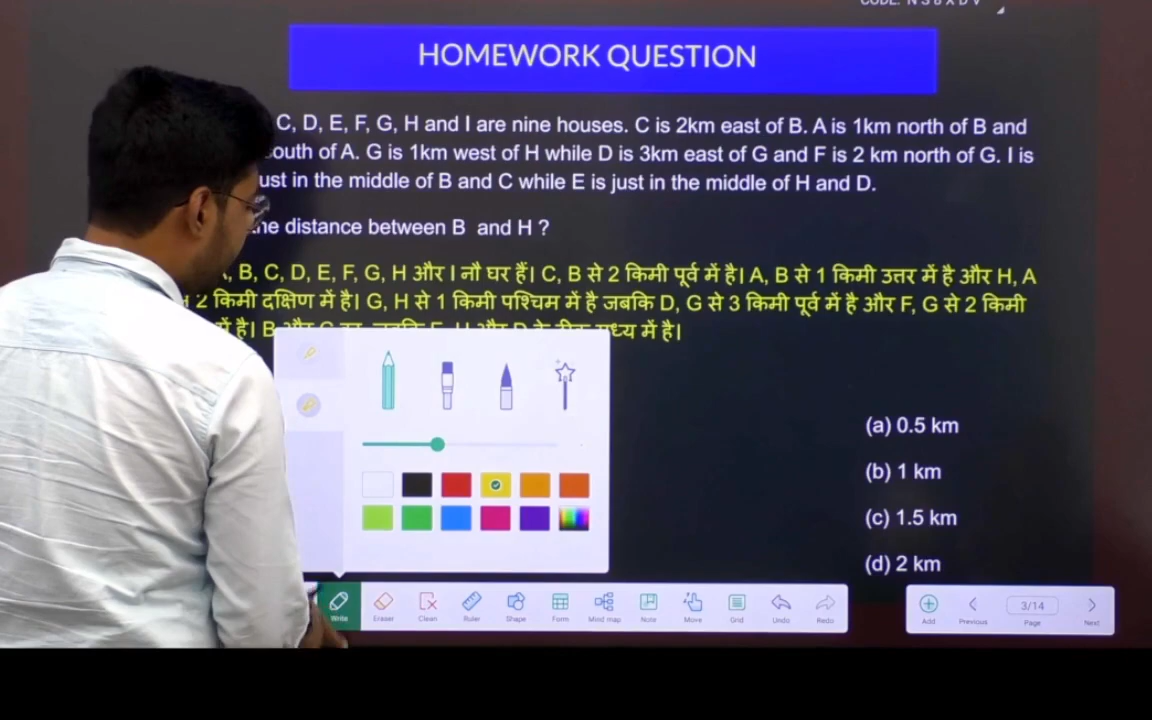 HOMEWORK QUESTION
C, D, E, F, G, H and I are nine houses. C is 2km east of B. A is 1km north of B and
of A. G is 1km west of H while D is 3km east of G and F is 2 km north of G. I is
in the middle of B and C while E is just in the middle of H and D.
distance between B and H ?
B, C, D, E, F, G, H और I नौ घर हैं। C, B से 2 किमी पूर्व में है। A, B से 1 किमी उत्तर में है और H, A
2 किमी दक्षिण में है। G, H से 1 किमी पश्चिम में है जबकि D, G से 3 किमी पूर्व में है और F, G से 2 किमी
है। B मध्य में है।
(a) 0.5 km
(b) 1 km
(c) 1.5 km
(d) 2 km
Write Eraser Clean Ruler Shape Form Mind map Note Move Grid Undo Redo
Add Previous 3/14 Page Next